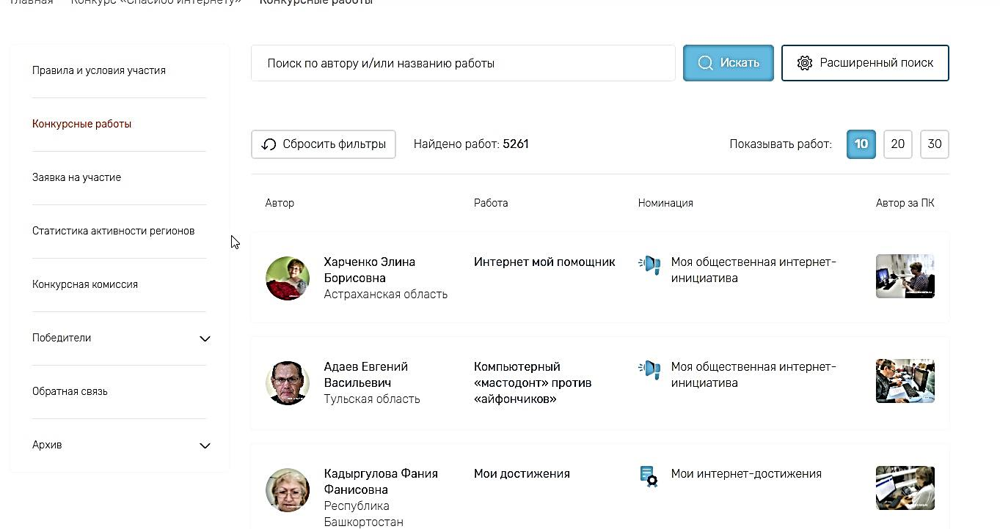 Главная Конкурс «Спасибо интернету» Конкурсные работы
Правила и условия участия
Конкурсные работы
Заявка на участие
Статистика активности регионов
Конкурсная комиссия
Победители
Обратная связь
Архив
Поиск по автору и/или названию работы
Искать
Расширенный поиск
Сбросить фильтры
Найдено работ: 5261
Показывать работ:
10
20
30
Автор
Работа
Номинация
Автор за ПК
Харченко Элина
Борисовна
Астраханская область
Интернет мой помощник
Моя общественная интернет-
инициатива
Адаев Евгений
Васильевич
Тульская область
Компьютерный
«мастодонт» против
«айфончиков»
Моя общественная интернет-
инициатива
Кадыргулова Фания
Фанисовна
Республика
Башкортостан
Мои достижения
Мои интернет-достижения